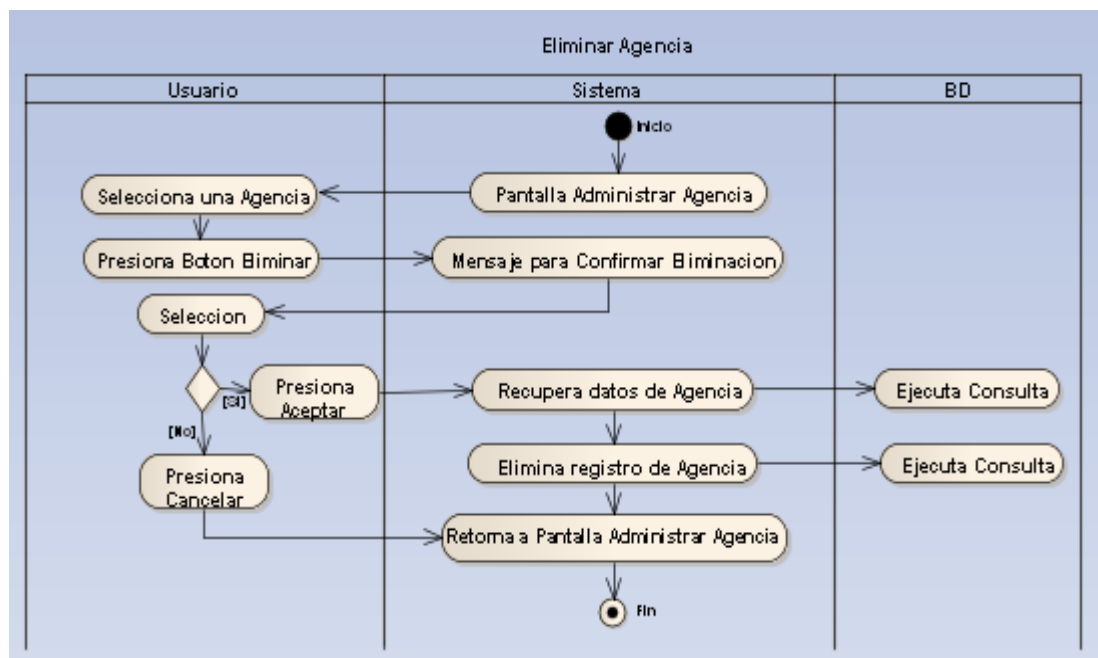 Eliminar Agencia
Usuario
Sistema
BD
Inicio
Selecciona una Agencia
Pantalla Administrar Agencia
Presiona Boton Eliminar
Mensaje para Confirmar Eliminacion
Seleccion
[Si]
Presiona
Aceptar
Recupera datos de Agencia
Ejecuta Consulta
[No]
Presiona
Cancelar
Elimina registro de Agencia
Ejecuta Consulta
Retorna a Pantalla Administrar Agencia
Fin